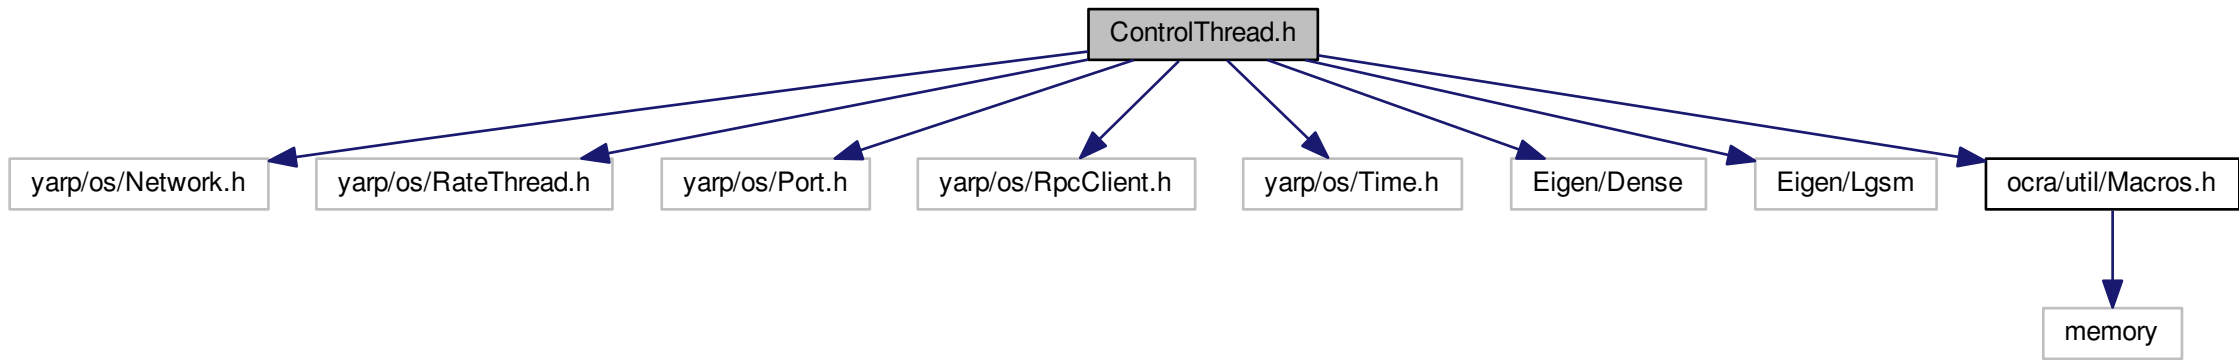 ControlThread.h
yarp/os/Network.h
yarp/os/RateThread.h
yarp/os/Port.h
yarp/os/RpcClient.h
yarp/os/Time.h
Eigen/Dense
Eigen/Lgsm
ocra/util/Macros.h
memory